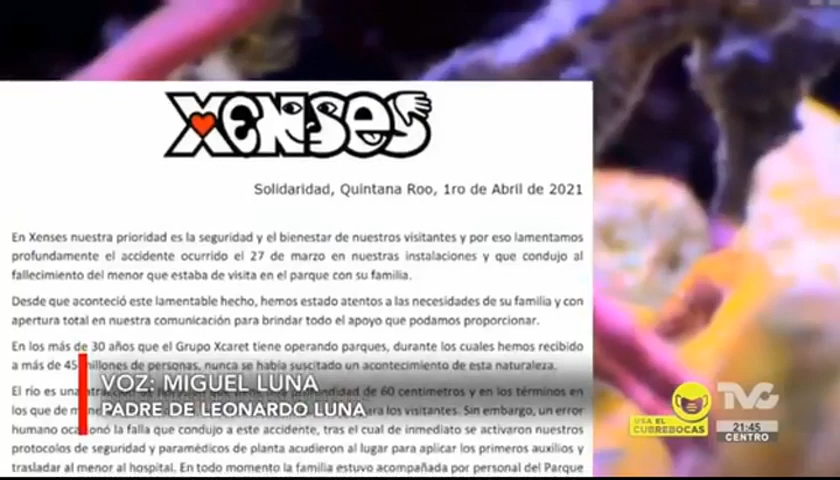 XENSES
Solidaridad, Quintana Roo, 1ro de Abril de 2021
En Xenses nuestra prioridad es la seguridad y el bienestar de nuestros visitantes y por eso lamentamos
profundamente el accidente ocurrido el 27 de marzo en nuestras instalaciones y que condujo al
fallecimiento del menor que estaba de visita en el parque con su familia.
Desde que aconteció este lamentable hecho, hemos estado atentos a las necesidades de su familia y con
apertura total en nuestra comunicación para brindar todo el apoyo que podamos proporcionar.
En los más de 30 años que el Grupo Xcaret tiene operando parques, durante los cuales hemos recibido
a más de 45 millones de personas, nunca se había suscitado un acontecimiento de esta naturaleza.
El río es una de 60 centímetros y en los términos en
los que de para los visitantes. Sin embargo, un error
humano la falla que condujo a este accidente, tras el cual de inmediato se activaron nuestros
protocolos de seguridad y paramédicos de planta acudieron al lugar para aplicar los primeros auxilios y
trasladar al menor al hospital. En todo momento la familia estuvo acompañada por personal del Parque
VOZ: MIGUEL LUNA
PADRE DE LEONARDO LUNA
USA EL
CUBREBOCAS
TVC
21:45
CENTRO